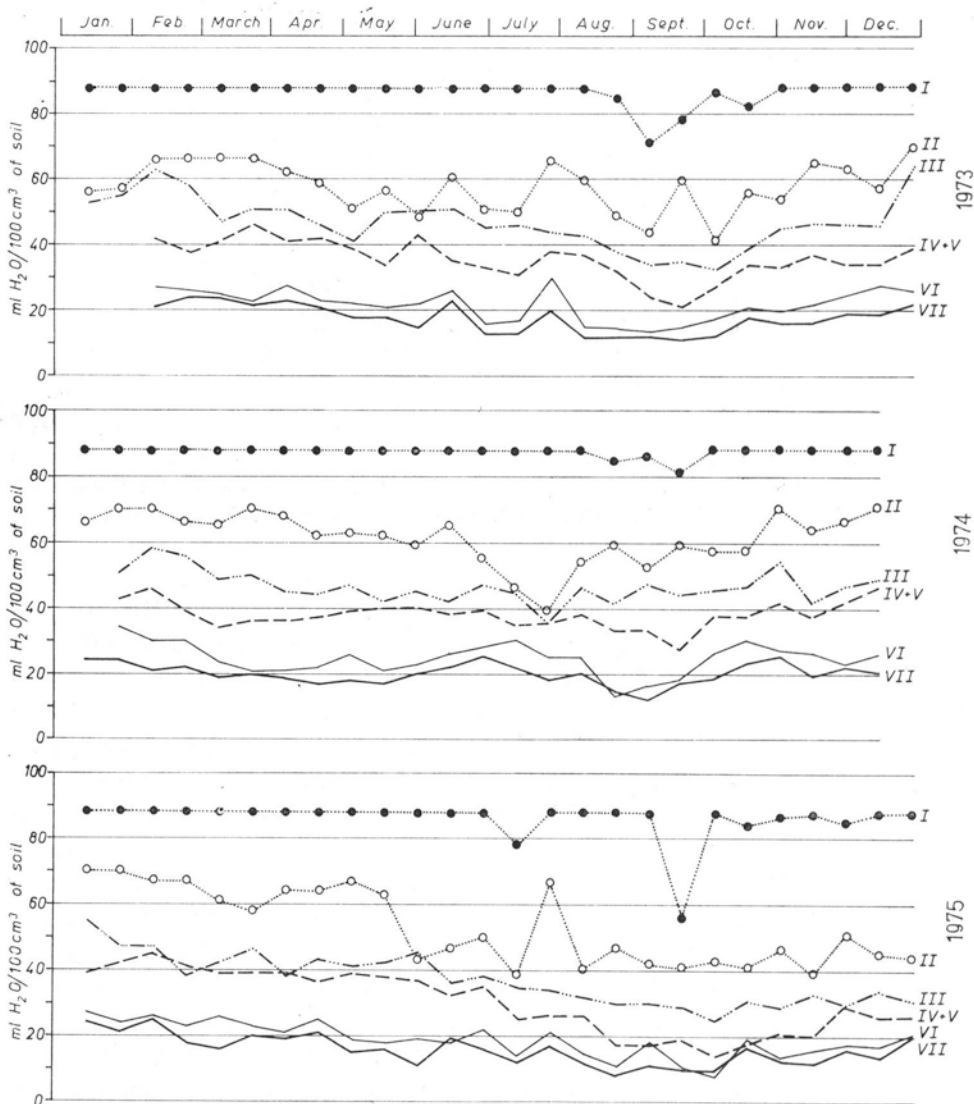 Jan. Feb. March Apr. May June July Aug. Sept. Oct. Nov. Dec.
100
80
60
40
20
0
ml H₂O/100cm³ of soil
I
II
III
IV+V
VI
VII
1973
100
80
60
40
20
0
ml H₂O/100cm³ of soil
I
II
III
IV+V
VI
VII
1974
100
80
60
40
20
0
ml H₂O/100cm³ of soil
I
II
III
IV+V
VI
VII
1975